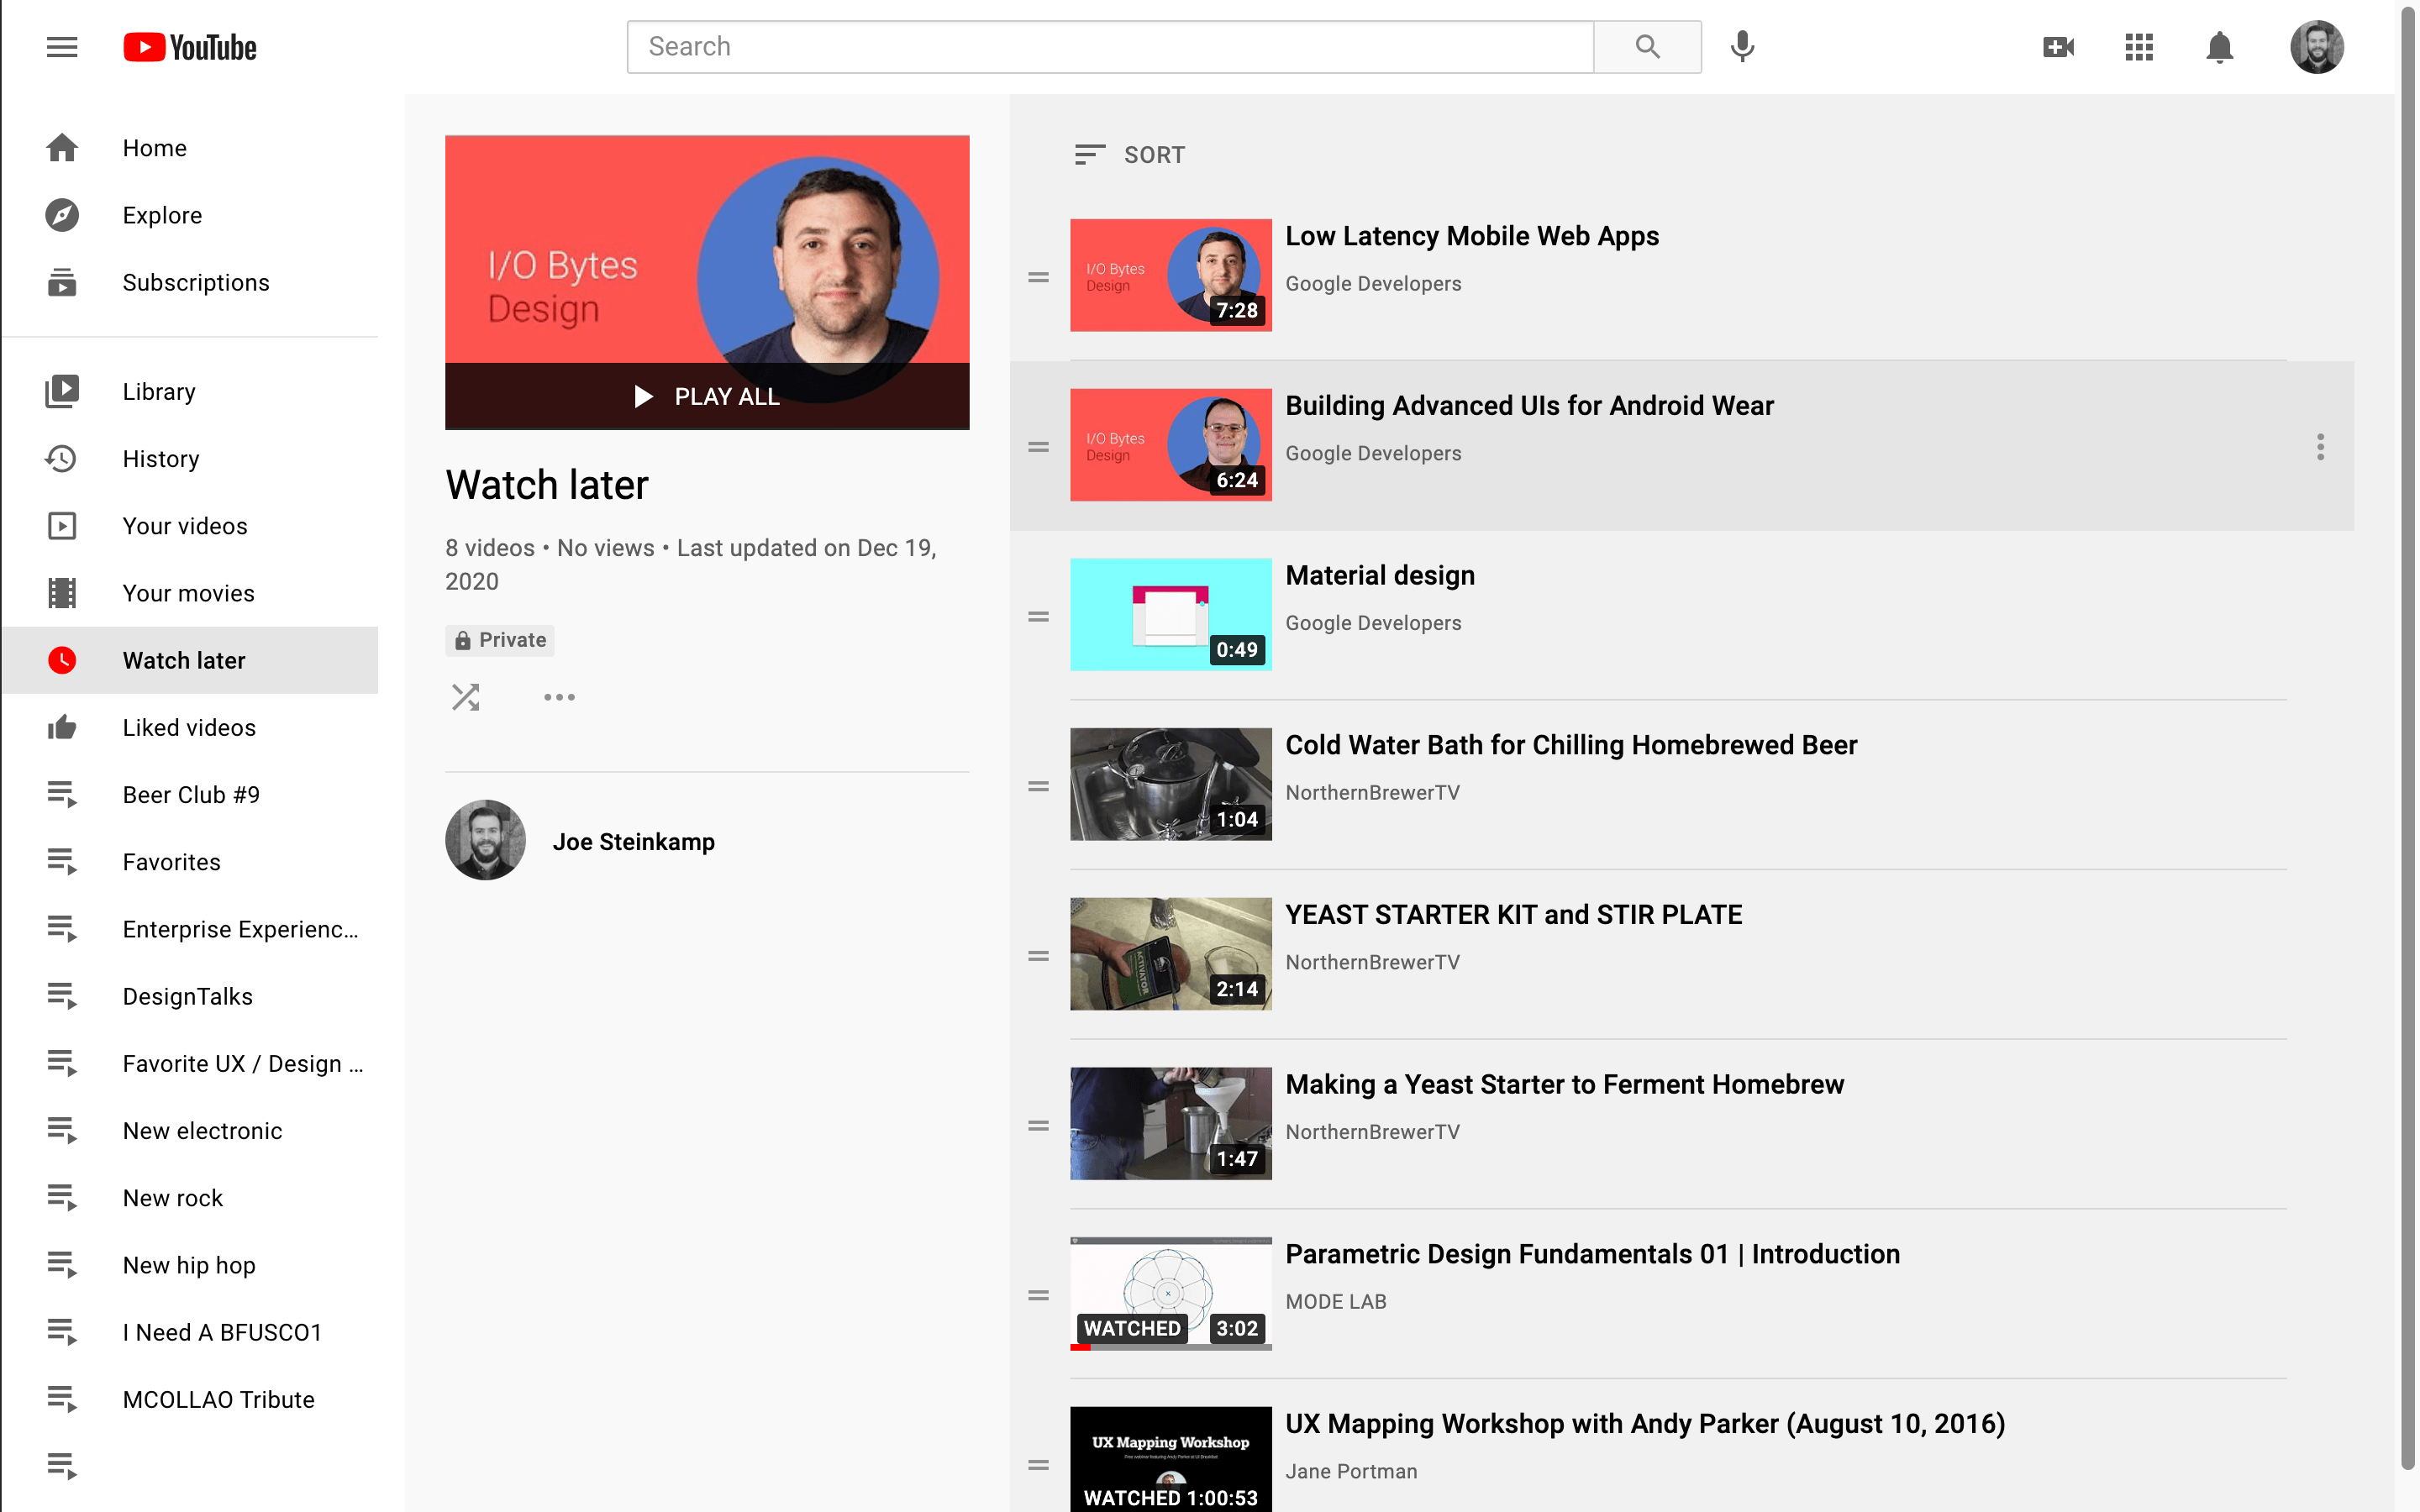 YouTube
Search
Home
Explore
Subscriptions
Library
History
Your videos
Your movies
Watch later
Liked videos
Beer Club #9
Favorites
Enterprise Experienc...
DesignTalks
Favorite UX / Design ...
New electronic
New rock
New hip hop
I Need A BFUSCO1
MCOLLAO Tribute
I/O Bytes
Design
PLAY ALL
Watch later
8 videos • No views • Last updated on Dec 19,
2020
Private
Joe Steinkamp
SORT
I/O Bytes
Design
7:28
Low Latency Mobile Web Apps
Google Developers
I/O Bytes
Design
6:24
Building Advanced UIs for Android Wear
Google Developers
0:49
Material design
Google Developers
1:04
Cold Water Bath for Chilling Homebrewed Beer
NorthernBrewerTV
ACTIVATOR
2:14
YEAST STARTER KIT and STIR PLATE
NorthernBrewerTV
1:47
Making a Yeast Starter to Ferment Homebrew
NorthernBrewerTV
WATCHED 3:02
Parametric Design Fundamentals 01 | Introduction
MODE LAB
UX Mapping Workshop
WATCHED 1:00:53
UX Mapping Workshop with Andy Parker (August 10, 2016)
Jane Portman